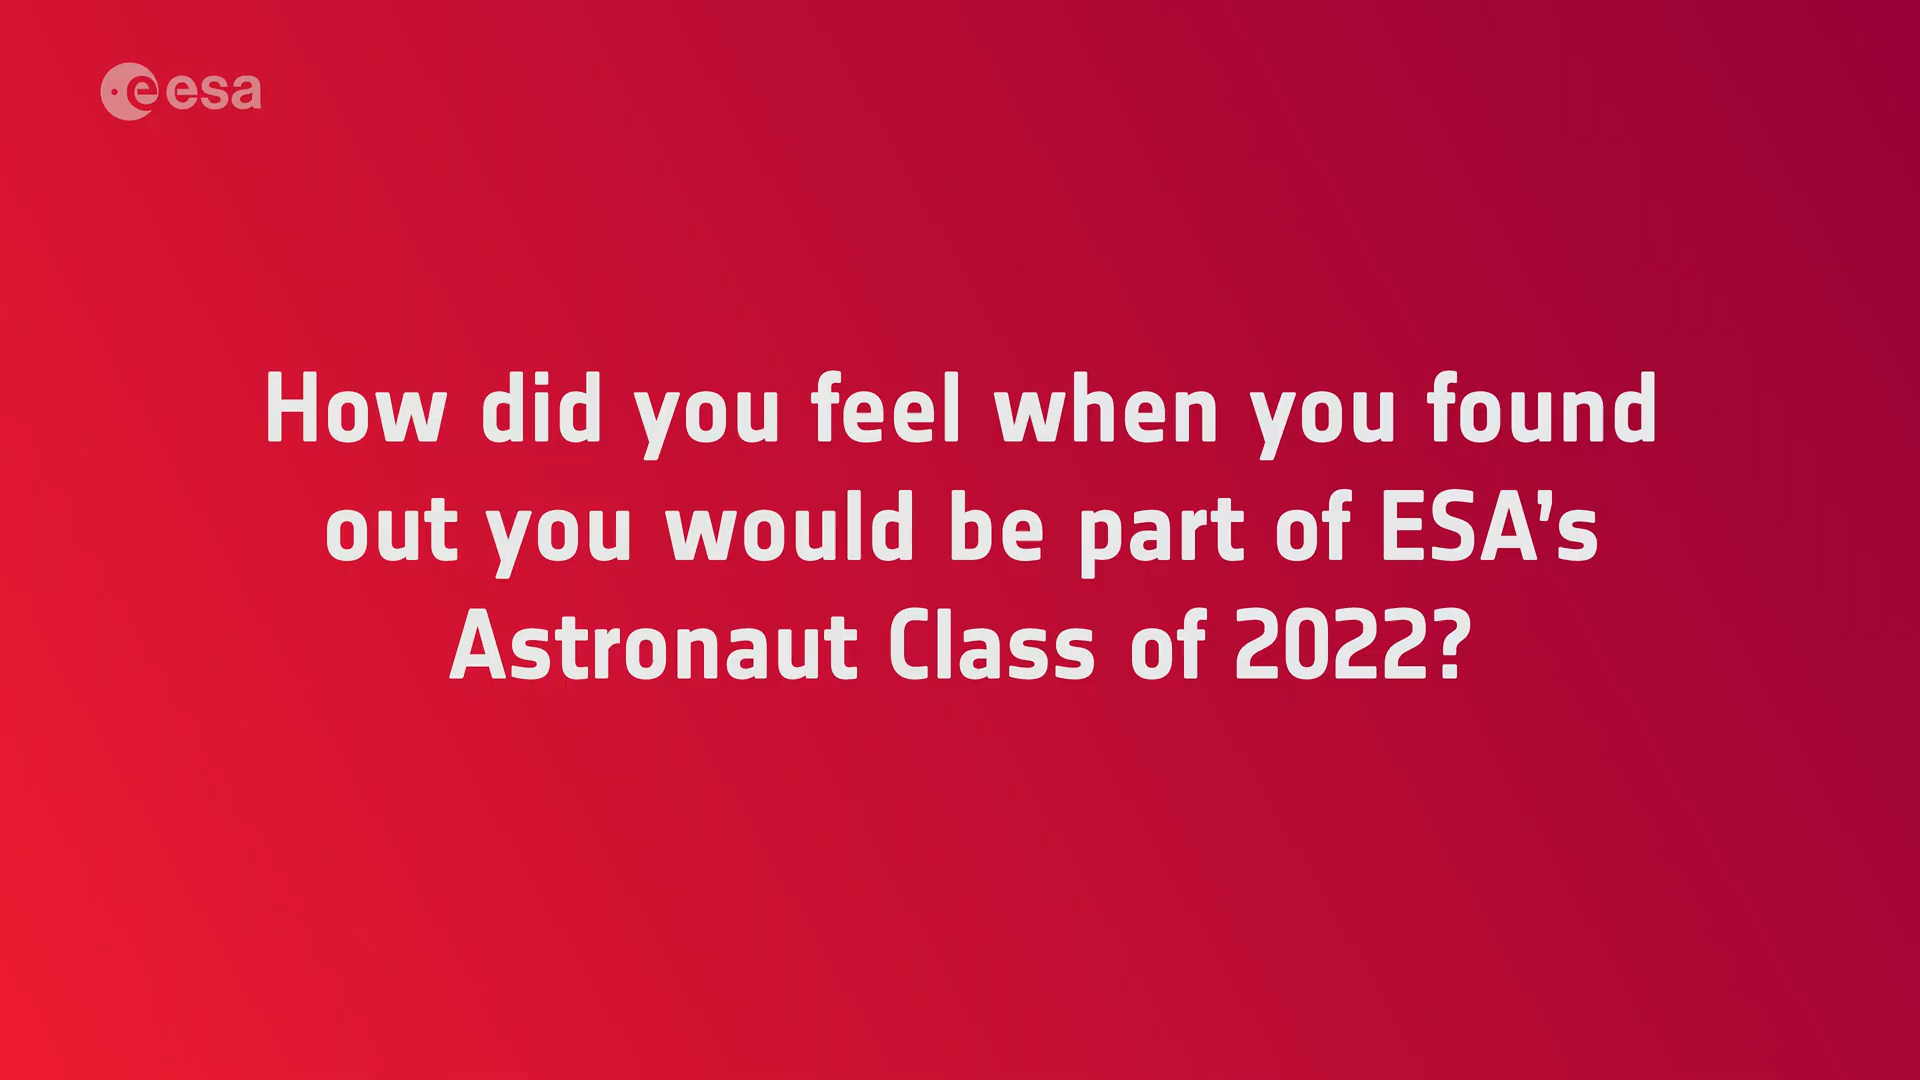 esa
How did you feel when you found
out you would be part of ESA’s
Astronaut Class of 2022?